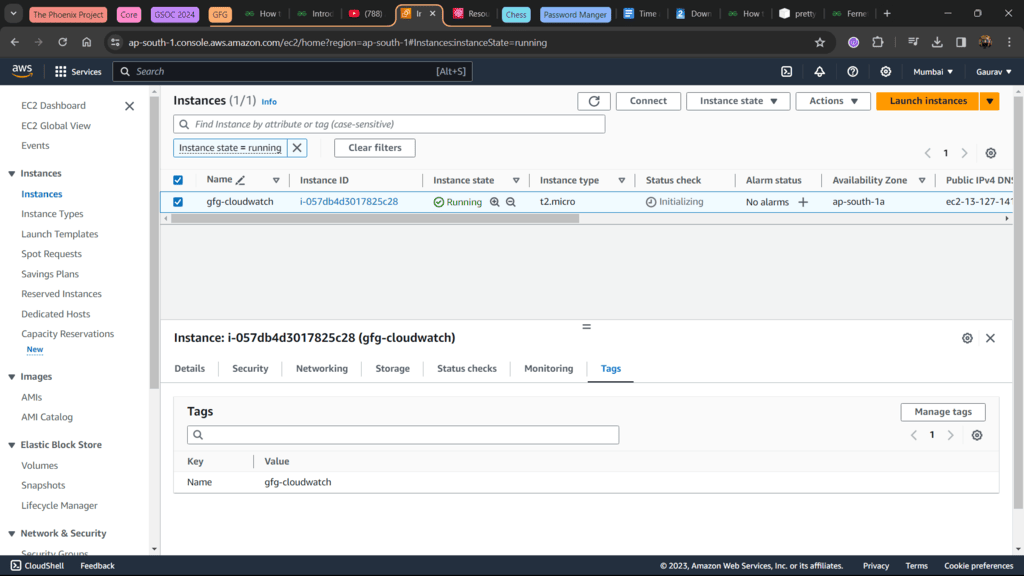 The Phoenix Project Core GSOC 2024 GFG How t Introd (788) Ir Resou Chess Password Manger Time Down How t prett Ferne
ap-south-1.console.aws.amazon.com/ec2/home?region=ap-south-1#Instances:instanceState=running
aws Services Search [Alt+S] Mumbai Gaurav
EC2 Dashboard
EC2 Global View
Events
Instances
Instances
Instance Types
Launch Templates
Spot Requests
Savings Plans
Reserved Instances
Dedicated Hosts
Capacity Reservations
New
Images
AMIs
AMI Catalog
Elastic Block Store
Volumes
Snapshots
Lifecycle Manager
Network & Security
Security Groups
Instances (1/1) Info
Connect Instance state Actions Launch instances
Find Instance by attribute or tag (case-sensitive)
Instance state = running Clear filters
1
Name Instance ID Instance state Instance type Status check Alarm status Availability Zone Public IPv4 DNS
gfg-cloudwatch i-057db4d3017825c28 Running t2.micro Initializing No alarms ap-south-1a ec2-13-127-141
Instance: i-057db4d3017825c28 (gfg-cloudwatch)
Details Security Networking Storage Status checks Monitoring Tags
Tags Manage tags
1
Key Value
Name gfg-cloudwatch
CloudShell Feedback © 2023, Amazon Web Services, Inc. or its affiliates. Privacy Terms Cookie preferences